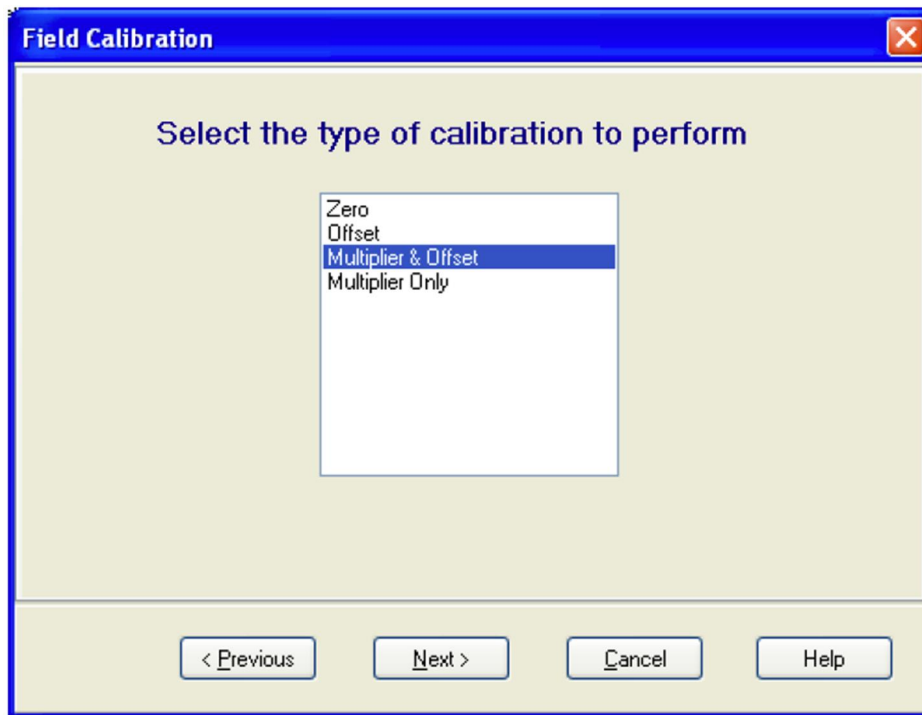 Field Calibration
Select the type of calibration to perform
Zero
Offset
Multiplier & Offset
Multiplier Only
< Previous Next > Cancel Help